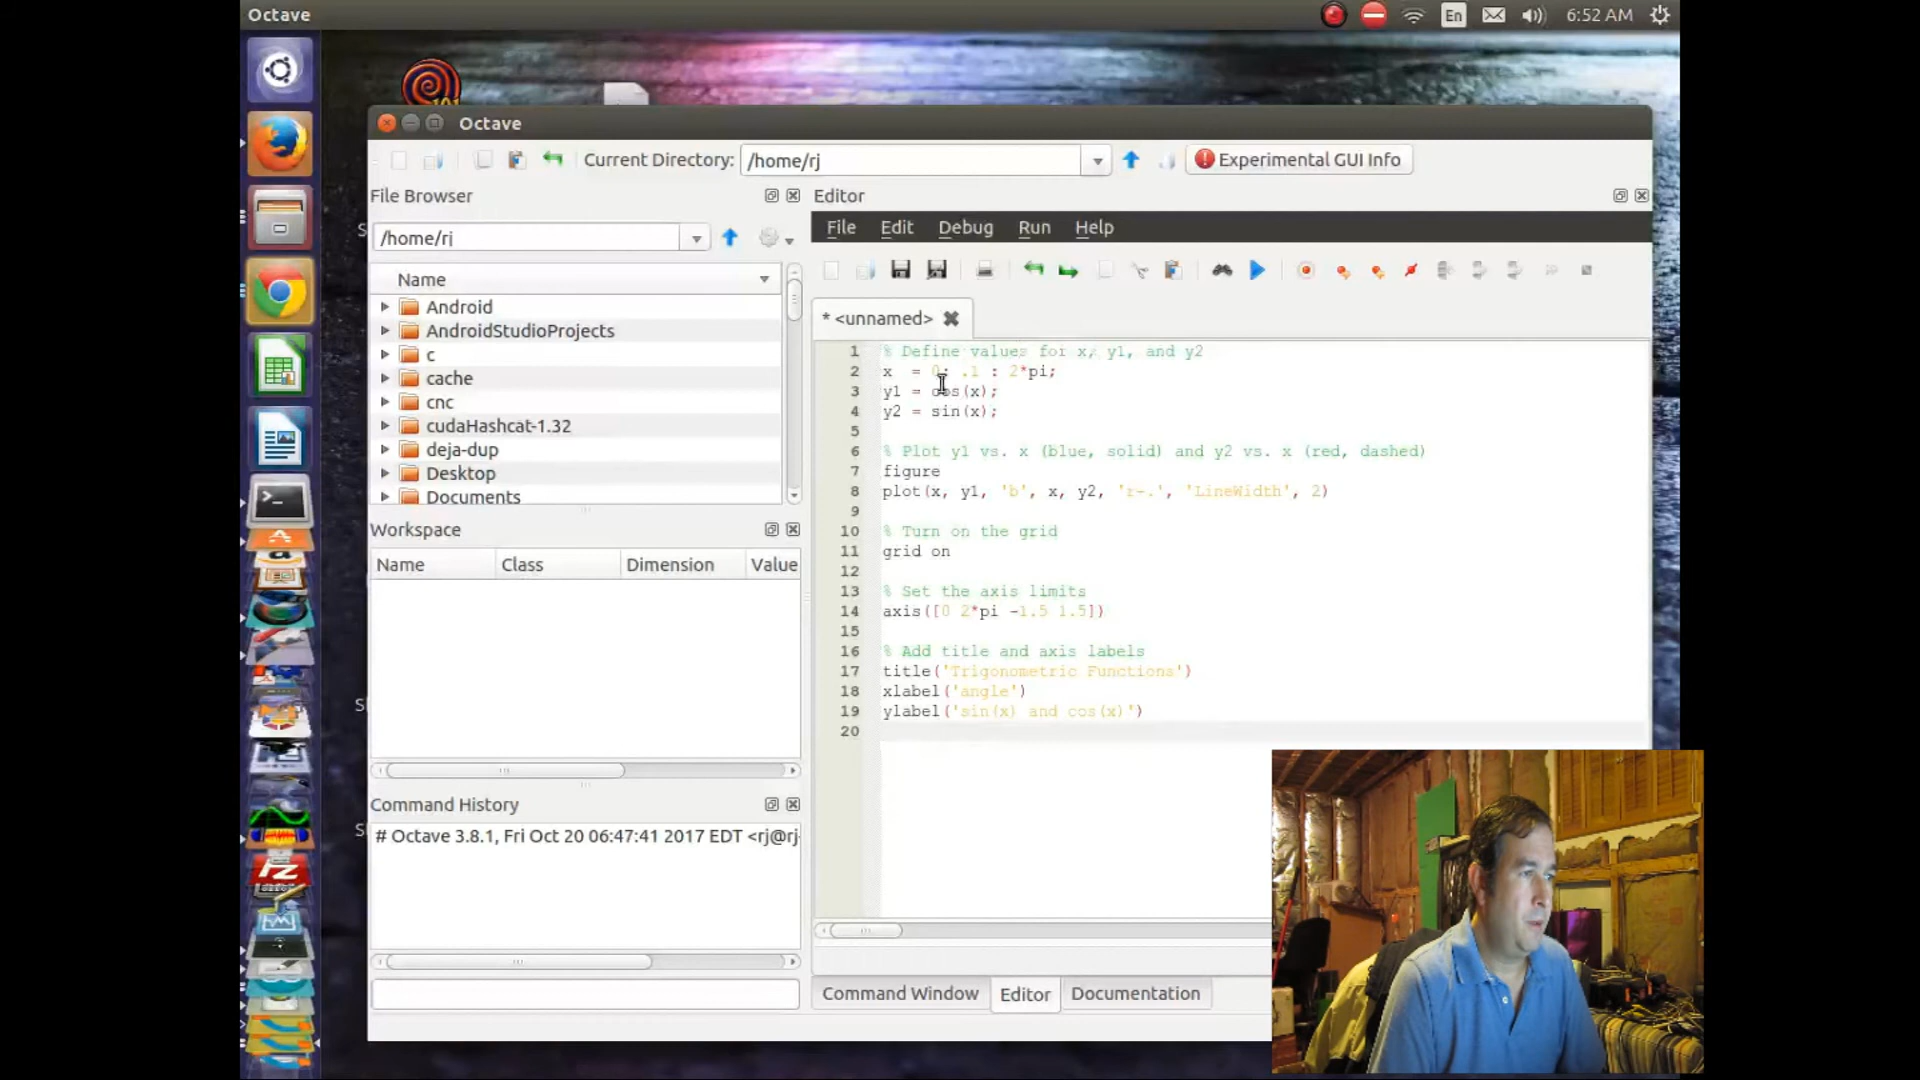 Octave
En
6:52 AM
101
Octave
Current Directory:
/home/rj
Experimental GUI Info
File Browser
Editor
File Edit Debug Run Help
/home/rj
Name
* <unnamed>
Android
AndroidStudioProjects
c
cache
cnc
cudaHashcat-1.32
deja-dup
Desktop
Documents
1 % Define values for x, y1, and y2
2 x = 0: .1 : 2*pi;
3 y1 = cos(x);
4 y2 = sin(x);
5
6 % Plot y1 vs. x (blue, solid) and y2 vs. x (red, dashed)
7 figure
8 plot(x, y1, 'b', x, y2, 'r-.', 'LineWidth', 2)
9
10 % Turn on the grid
11 grid on
12
13 % Set the axis limits
14 axis([0 2*pi -1.5 1.5])
15
16 % Add title and axis labels
17 title('Trigonometric Functions')
18 xlabel('angle')
19 ylabel('sin(x) and cos(x)')
20
Workspace
Name Class Dimension Value
Command History
# Octave 3.8.1, Fri Oct 20 06:47:41 2017 EDT <rj@rj-
Command Window Editor Documentation